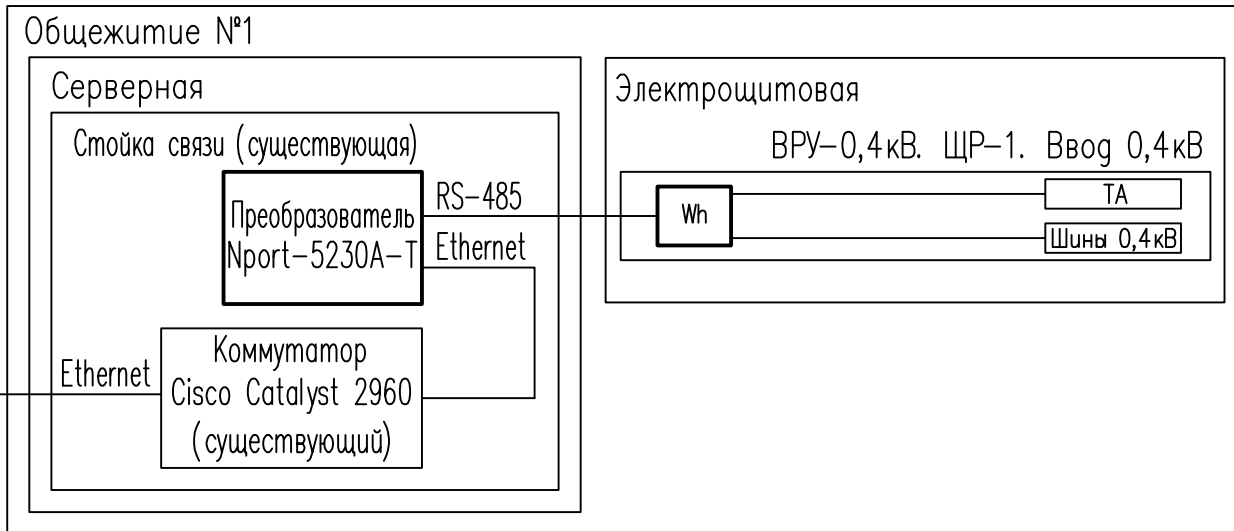 Общежитие №1
Серверная
Стойка связи (существующая)
Преобразователь
Nport-5230A-T
RS-485
Ethernet
Ethernet
Коммутатор
Cisco Catalyst 2960
(существующий)
Электрощитовая
ВРУ-0,4кВ. ЩР-1. Ввод 0,4кВ
Wh
ТА
Шины 0,4кВ